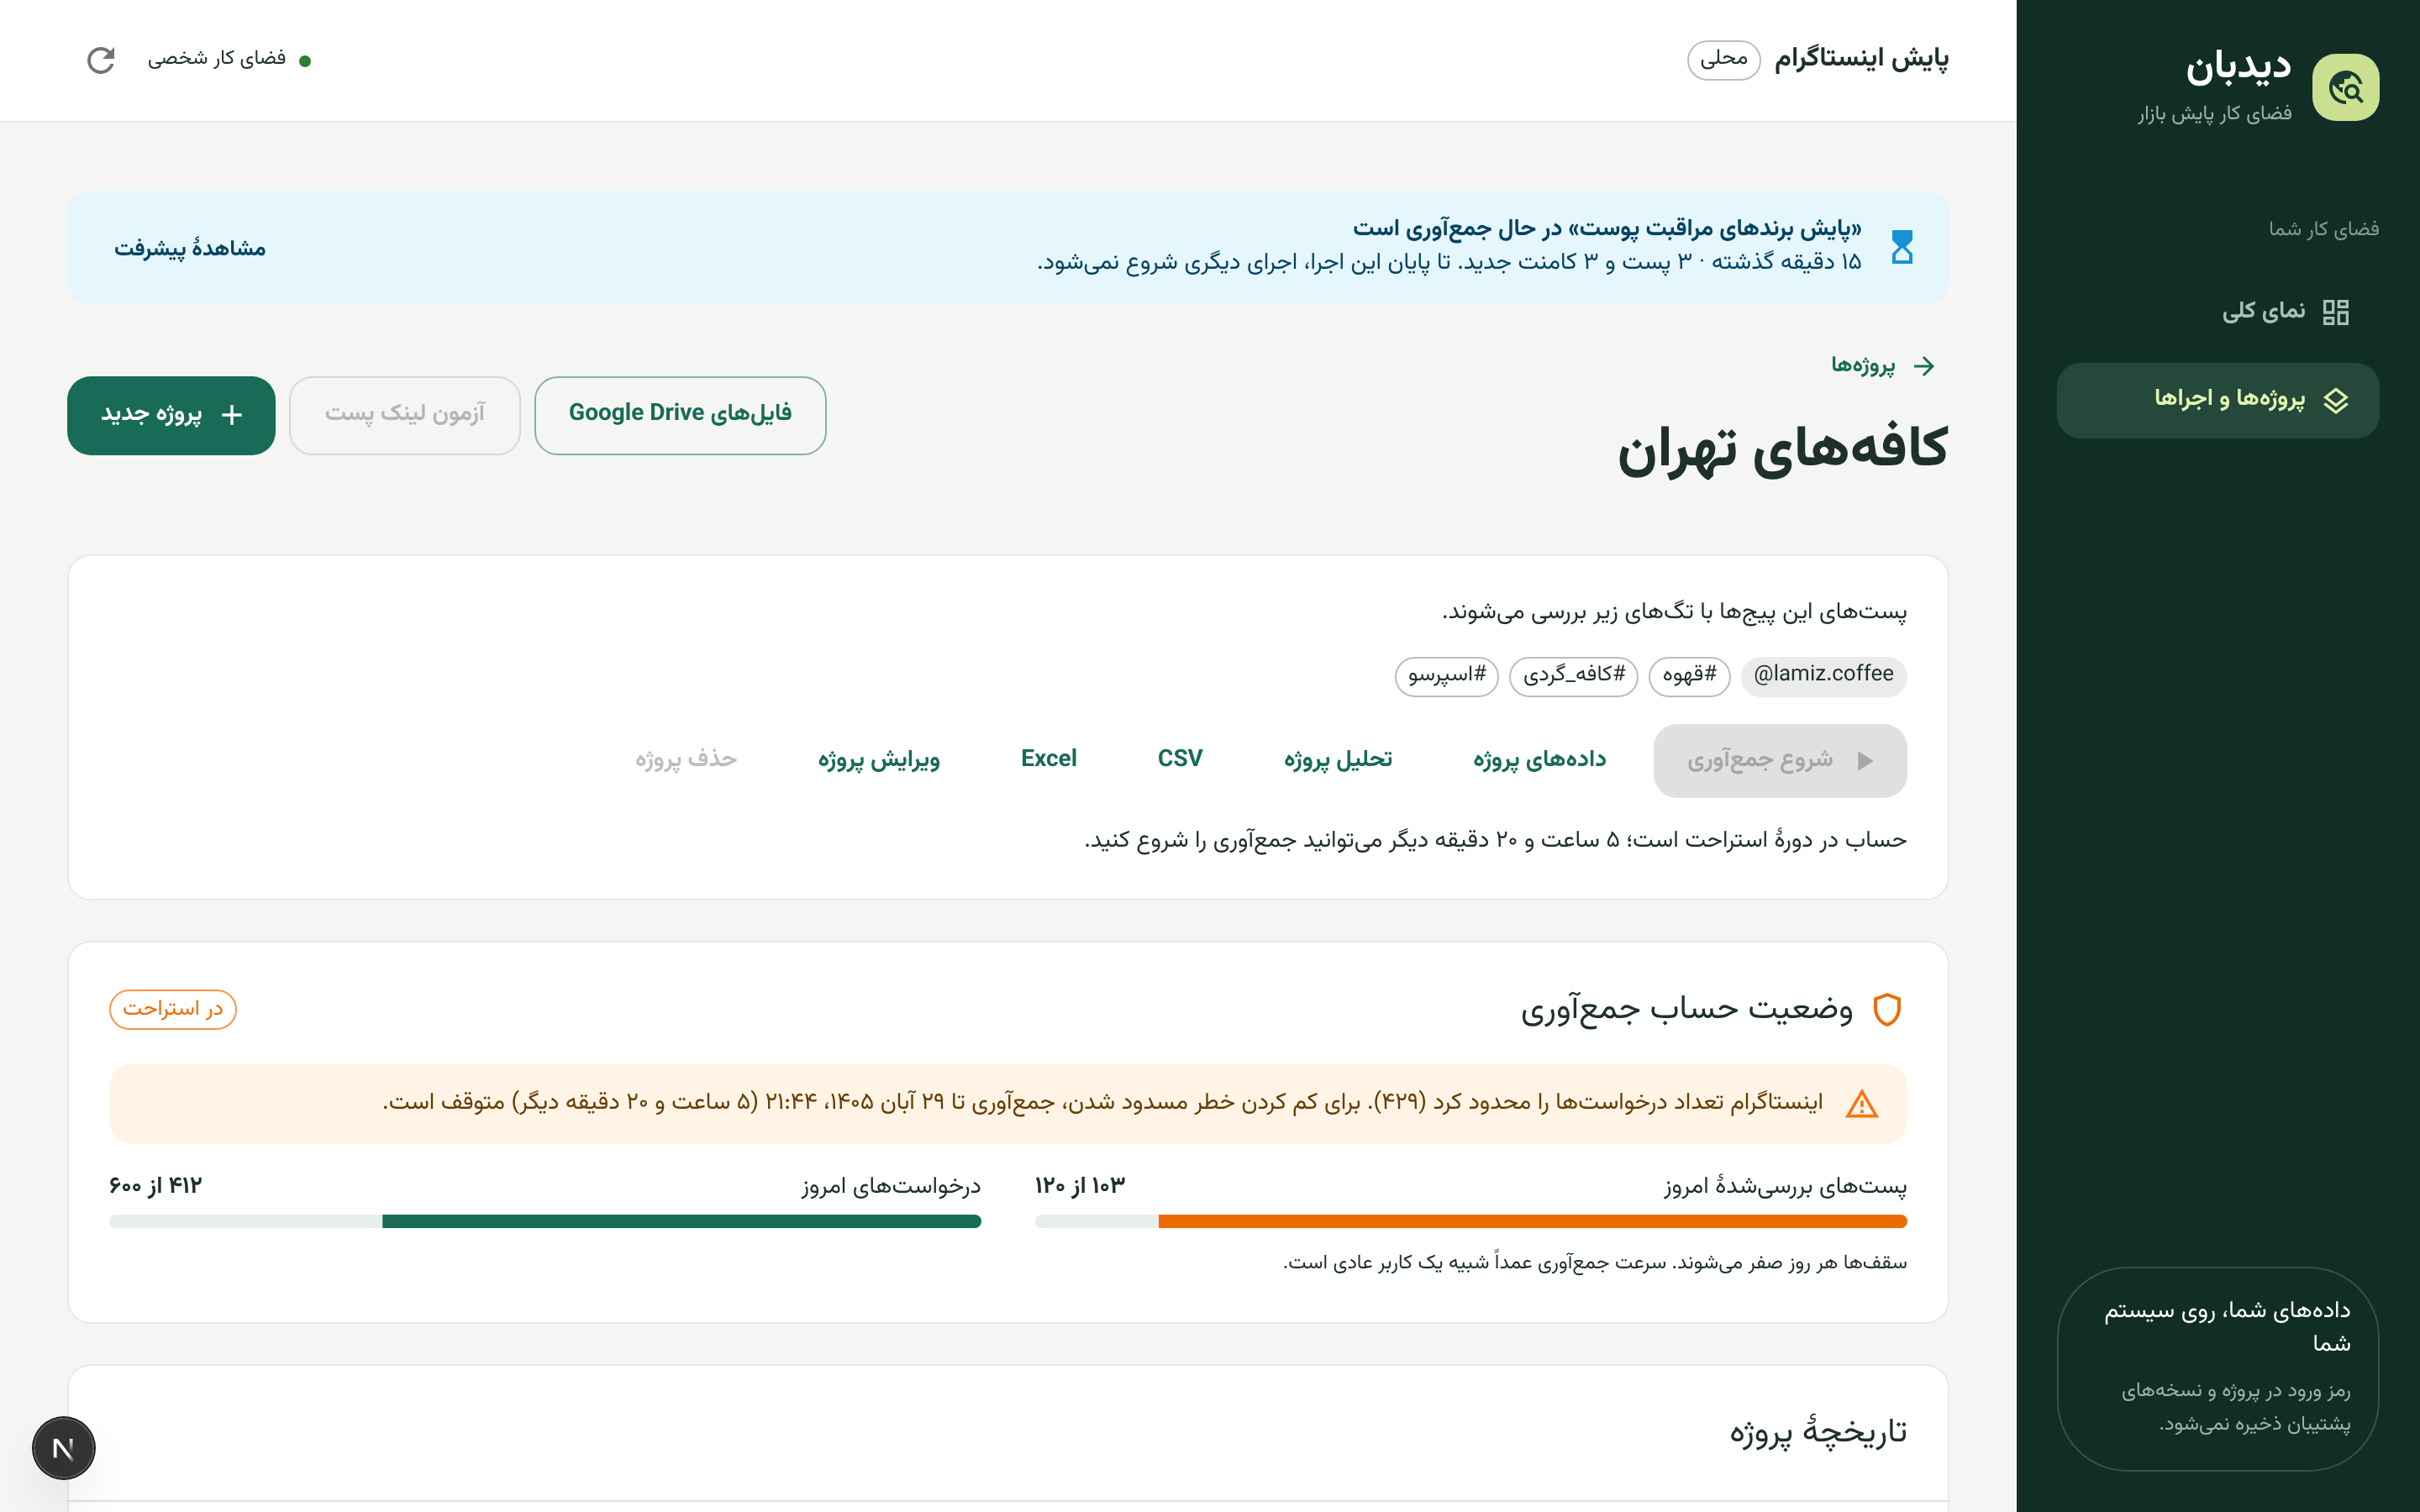 دیدبان
فضای کار پایش بازار
فضای کار شما
نمای کلی
پروژه‌ها و اجراها
داده‌های شما، روی سیستم
شما
رمز ورود در پروژه و نسخه‌های
پشتیبان ذخیره نمی‌شود.
پایش اینستاگرام
محلی
فضای کار شخصی
«پایش برندهای مراقبت پوست» در حال جمع‌آوری است
۱۵ دقیقه گذشته · ۳ پست و ۳ کامنت جدید. تا پایان این اجرا، اجرای دیگری شروع نمی‌شود.
مشاهدهٔ پیشرفت
پروژه‌ها
کافه‌های تهران
فایل‌های Google Drive
آزمون لینک پست
پروژه جدید
پست‌های این پیج‌ها با تگ‌های زیر بررسی می‌شوند.
@lamiz.coffee
#قهوه
#کافه_گردی
#اسپرسو
شروع جمع‌آوری
داده‌های پروژه
تحلیل پروژه
CSV
Excel
ویرایش پروژه
حذف پروژه
حساب در دورهٔ استراحت است؛ ۵ ساعت و ۲۰ دقیقه دیگر می‌توانید جمع‌آوری را شروع کنید.
وضعیت حساب جمع‌آوری
در استراحت
اینستاگرام تعداد درخواست‌ها را محدود کرد (۴۲۹). برای کم کردن خطر مسدود شدن، جمع‌آوری تا ۲۹ آبان ۱۴۰۵، ۲۱:۴۴ (۵ ساعت و ۲۰ دقیقه دیگر) متوقف است.
پست‌های بررسی‌شدهٔ امروز
۱۰۳ از ۱۲۰
درخواست‌های امروز
۴۱۲ از ۶۰۰
سقف‌ها هر روز صفر می‌شوند. سرعت جمع‌آوری عمداً شبیه یک کاربر عادی است.
تاریخچهٔ پروژه
N